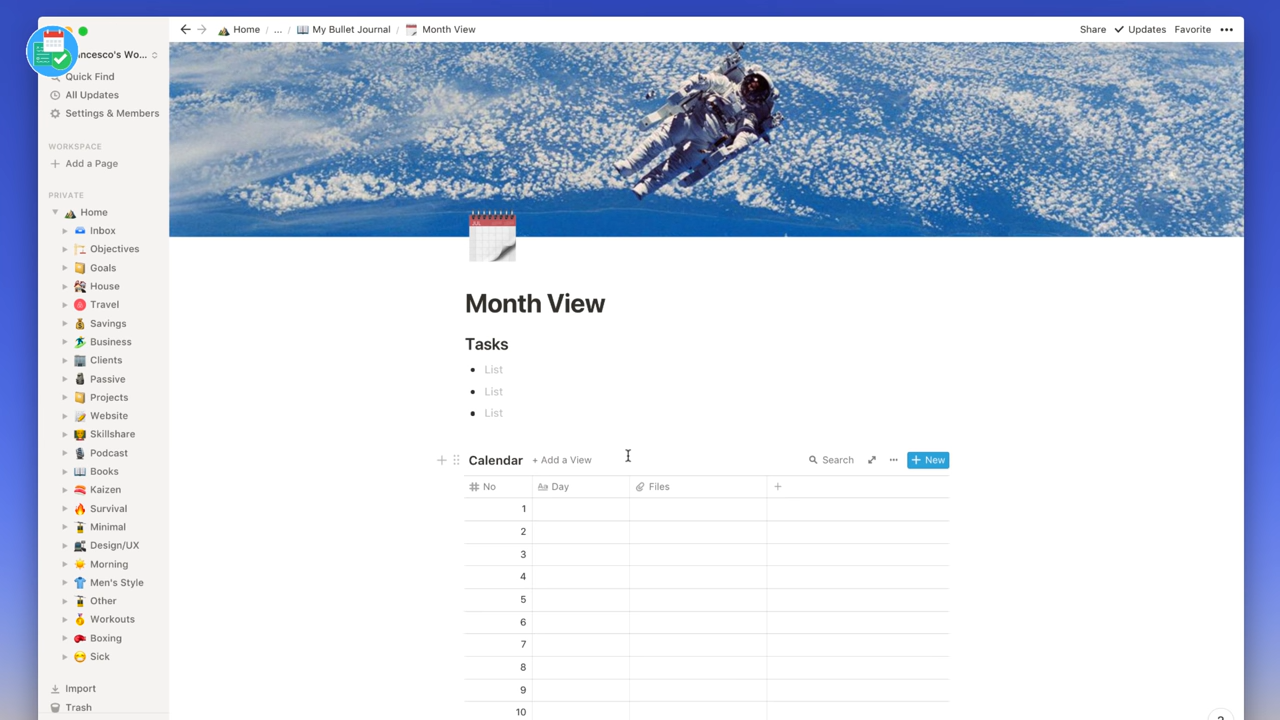 Home / ... / My Bullet Journal / Month View
Share Updates Favorite •••
ncesco's Wo...
Quick Find
All Updates
Settings & Members
WORKSPACE
Add a Page
PRIVATE
Home
Inbox
Objectives
Goals
House
Travel
Savings
Business
Clients
Passive
Projects
Website
Skillshare
Podcast
Books
Kaizen
Survival
Minimal
Design/UX
Morning
Men's Style
Other
Workouts
Boxing
Sick
Import
Trash
Month View
Tasks
• List
• List
• List
Calendar + Add a View Search ••• + New
# No Aa Day Files +
1
2
3
4
5
6
7
8
9
10
?